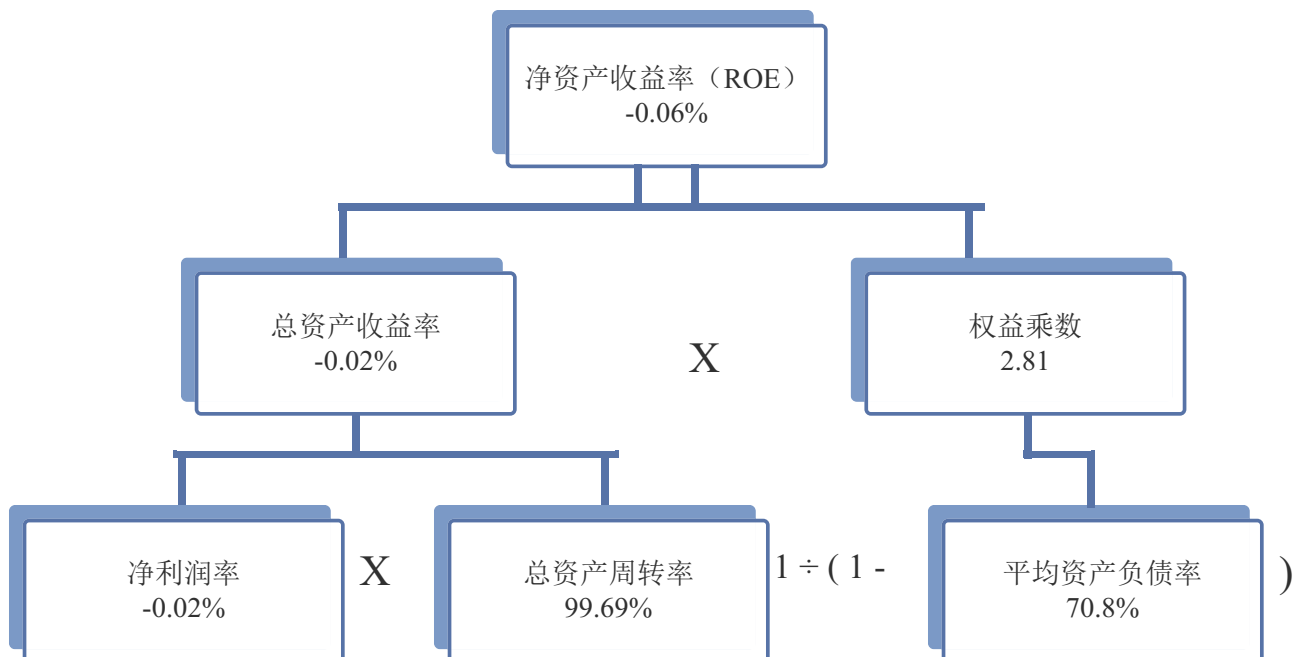 净资产收益率（ROE）
-0.06%
总资产收益率
-0.02%
X
权益乘数
2.81
净利润率
-0.02%
X
总资产周转率
99.69%
1 ÷ ( 1 -
平均资产负债率
70.8%
)